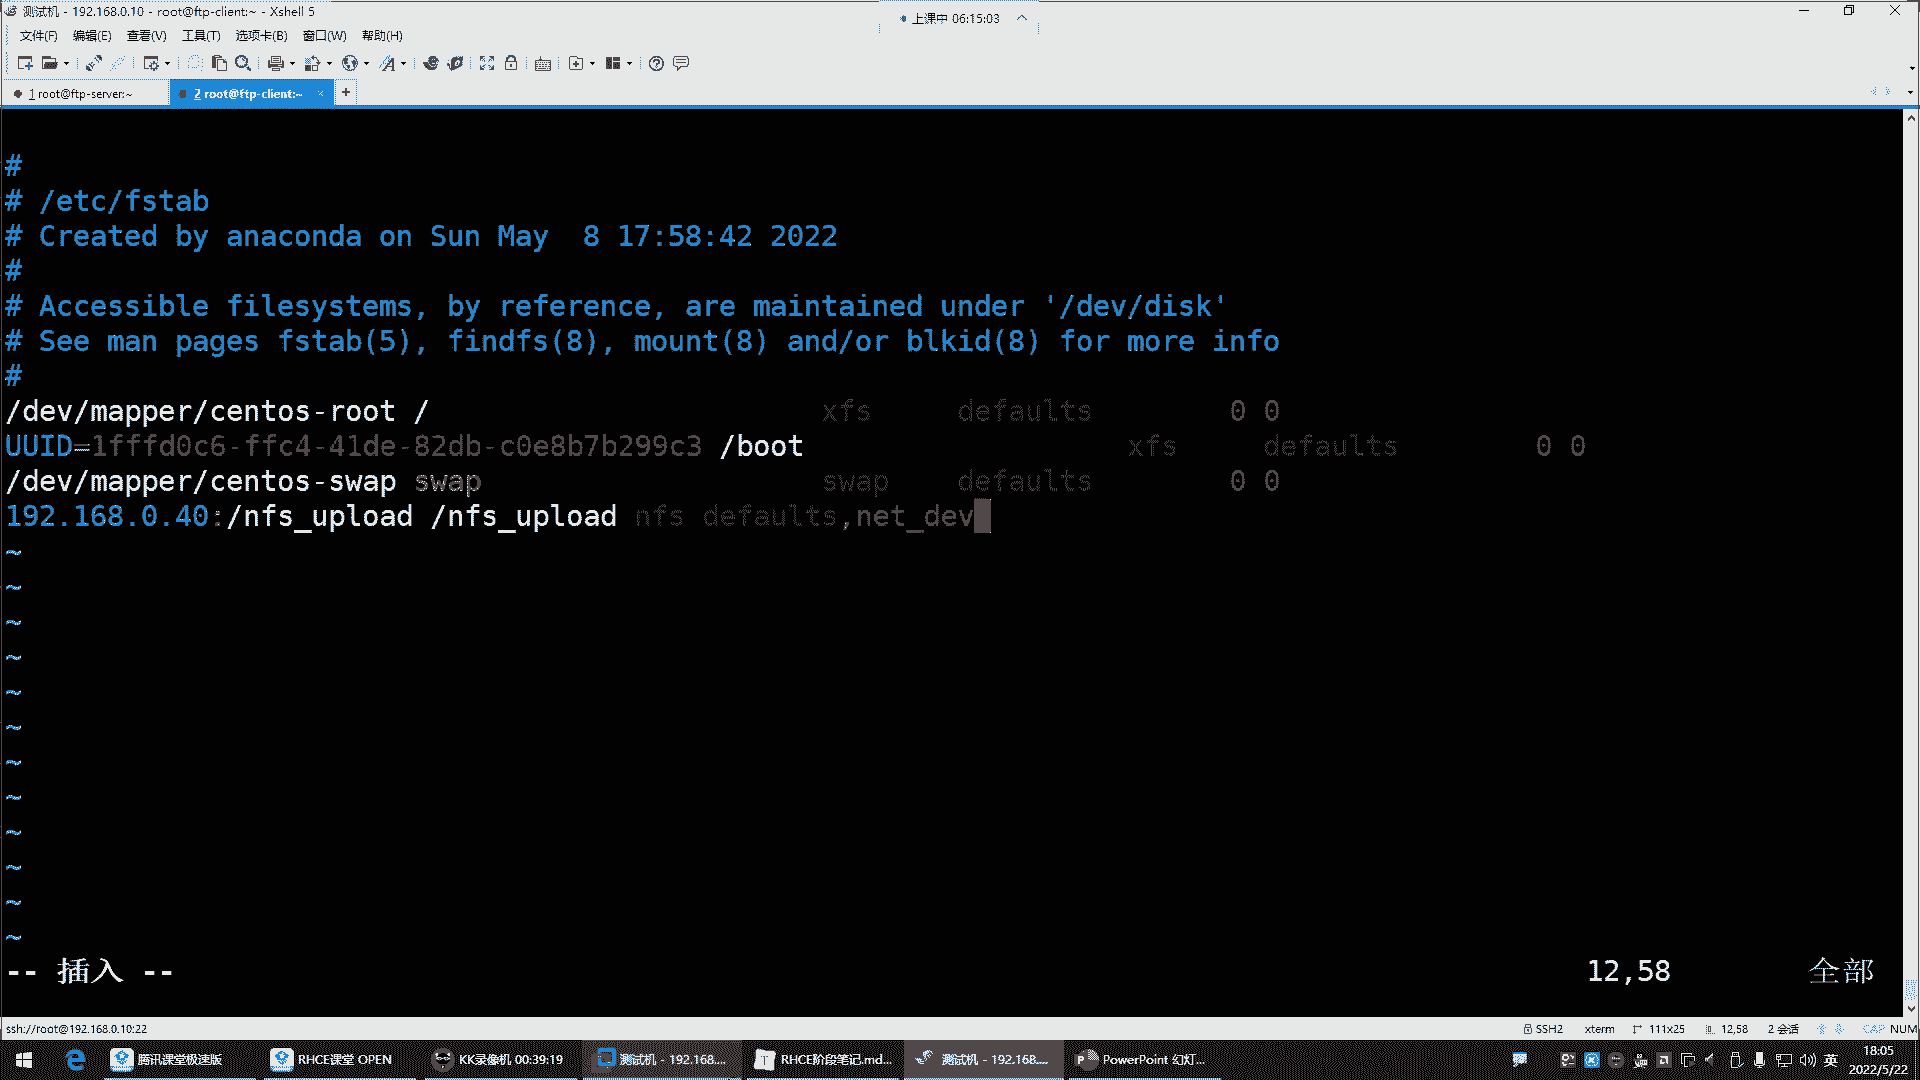 测试机 - 192.168.0.10 - root@ftp-client:~ - Xshell 5
上课中 06:15:03
文件(F) 编辑(E) 查看(V) 工具(T) 选项卡(B) 窗口(W) 帮助(H)
1 root@ftp-server:~ 2 root@ftp-client:~ × +
#
# /etc/fstab
# Created by anaconda on Sun May  8 17:58:42 2022
#
# Accessible filesystems, by reference, are maintained under '/dev/disk'
# See man pages fstab(5), findfs(8), mount(8) and/or blkid(8) for more info
#
/dev/mapper/centos-root / xfs defaults 0 0
UUID=1fffd0c6-ffc4-41de-82db-c0e8b7b299c3 /boot xfs defaults 0 0
/dev/mapper/centos-swap swap swap defaults 0 0
192.168.0.40:/nfs_upload /nfs_upload nfs defaults,net_dev
~
~
~
~
~
~
~
~
~
~
~
~
-- 插入 -- 12,58 全部
ssh://root@192.168.0.10:22 SSH2 xterm 111x25 12,58 2 会话 CAP NUM
腾讯课堂极速版 RHCE课堂 OPEN KK录像机 00:39:19 测试机 - 192.168.... RHCE阶段笔记.md... 测试机 - 192.168.... PowerPoint 幻灯... 英 18:05
2022/5/22